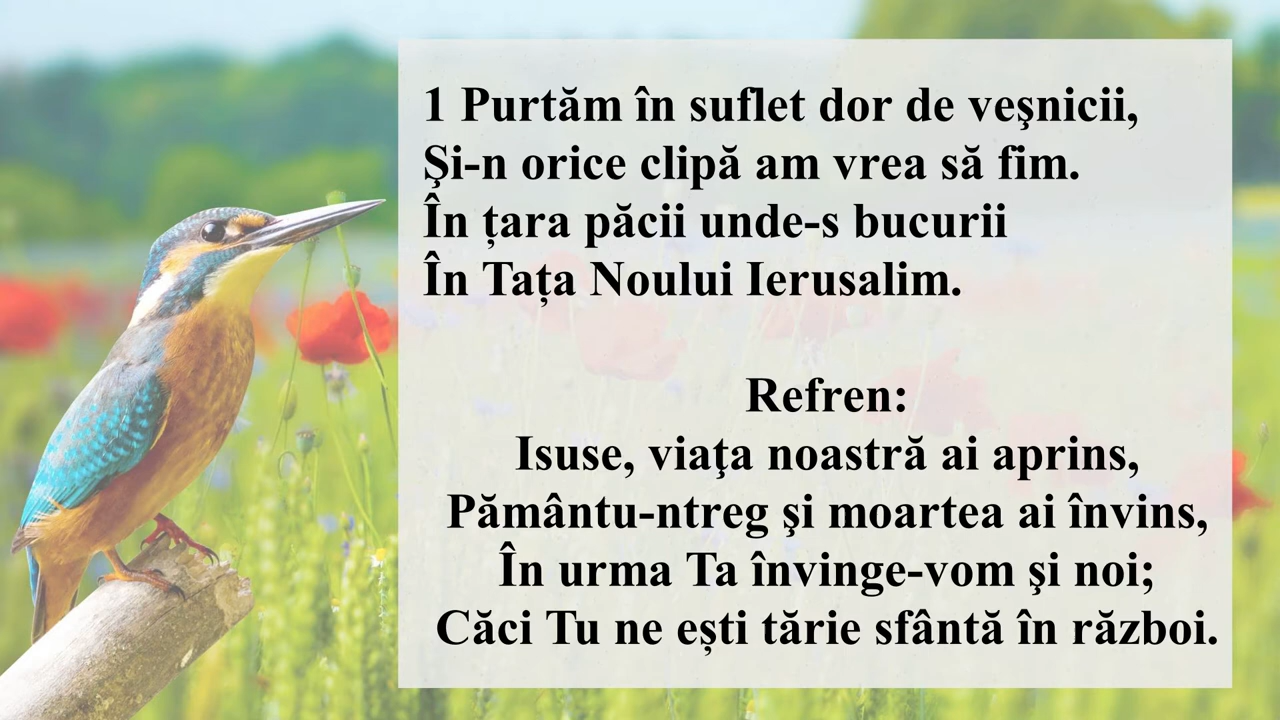 1 Purtăm în suflet dor de veşnicii,
Şi-n orice clipă am vrea să fim.
În țara păcii unde-s bucurii
În Tața Noului Ierusalim.
Refren:
Isuse, viaţa noastră ai aprins,
Pământu-ntreg şi moartea ai învins,
În urma Ta învinge-vom şi noi;
Căci Tu ne ești tărie sfântă în război.